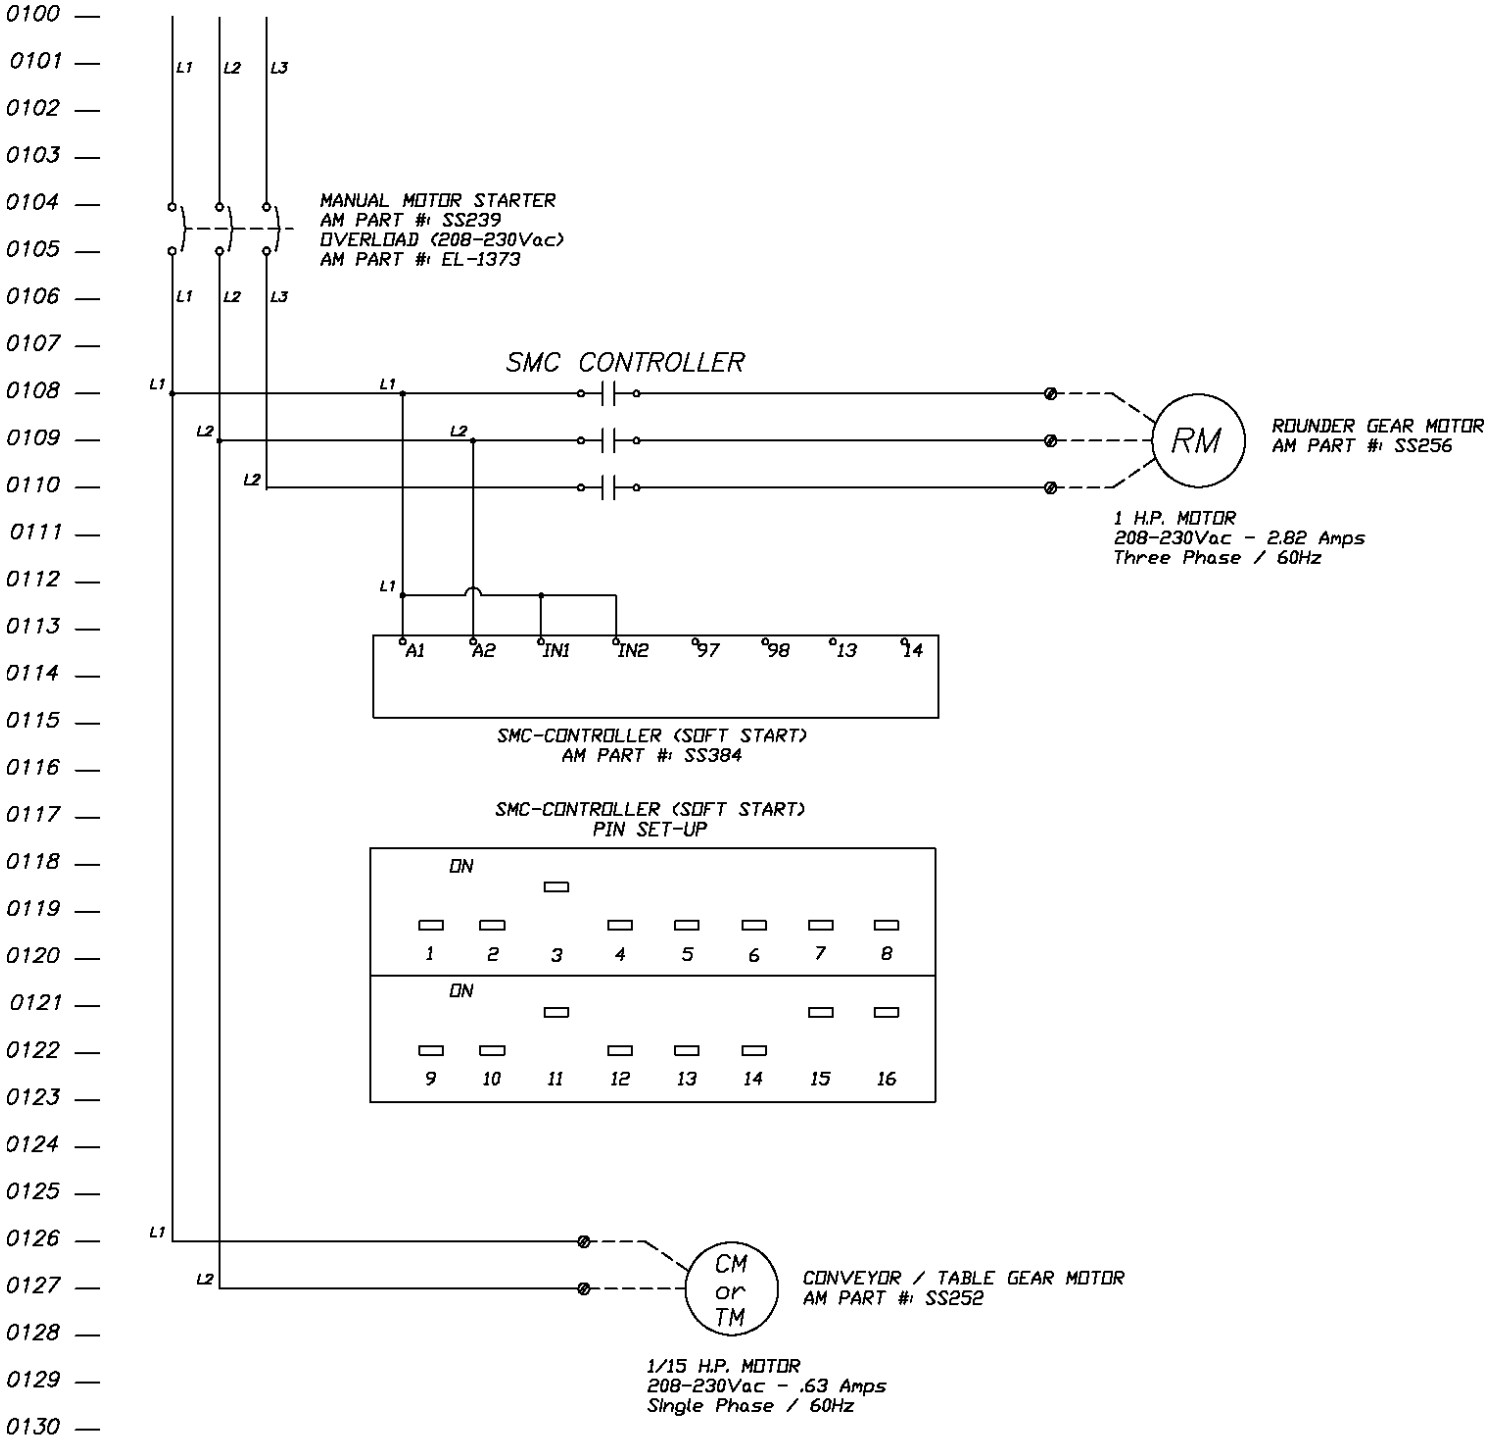 0100
0101
L1 L2 L3
0102
0103
0104
MANUAL MOTOR STARTER
AM PART #: SS239
OVERLOAD (208-230Vac)
0105
AM PART #: EL-1373
0106
L1 L2 L3
0107
SMC CONTROLLER
0108
L1 L1
0109
L2 L2
RM
ROUNDER GEAR MOTOR
AM PART #: SS256
0110
L2
1 H.P. MOTOR
0111
208-230Vac - 2.82 Amps
Three Phase / 60Hz
0112
L1
0113
A1 A2 IN1 IN2 97 98 13 14
0114
0115
SMC-CONTROLLER (SOFT START)
AM PART #: SS384
0116
0117
SMC-CONTROLLER (SOFT START)
PIN SET-UP
0118
ON
0119
0120
1 2 3 4 5 6 7 8
0121
ON
0122
9 10 11 12 13 14 15 16
0123
0124
0125
0126
L1
0127
L2
CM
or
TM
CONVEYOR / TABLE GEAR MOTOR
AM PART #: SS252
0128
1/15 H.P. MOTOR
0129
208-230Vac - .63 Amps
Single Phase / 60Hz
0130